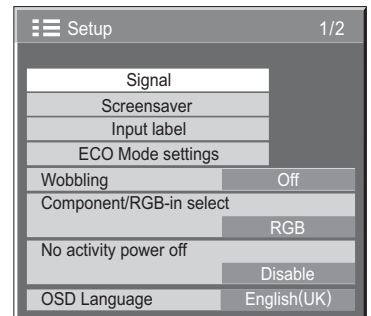 Setup 1/2
Signal
Screensaver
Input label
ECO Mode settings
Wobbling Off
Component/RGB-in select
RGB
No activity power off
Disable
OSD Language English(UK)